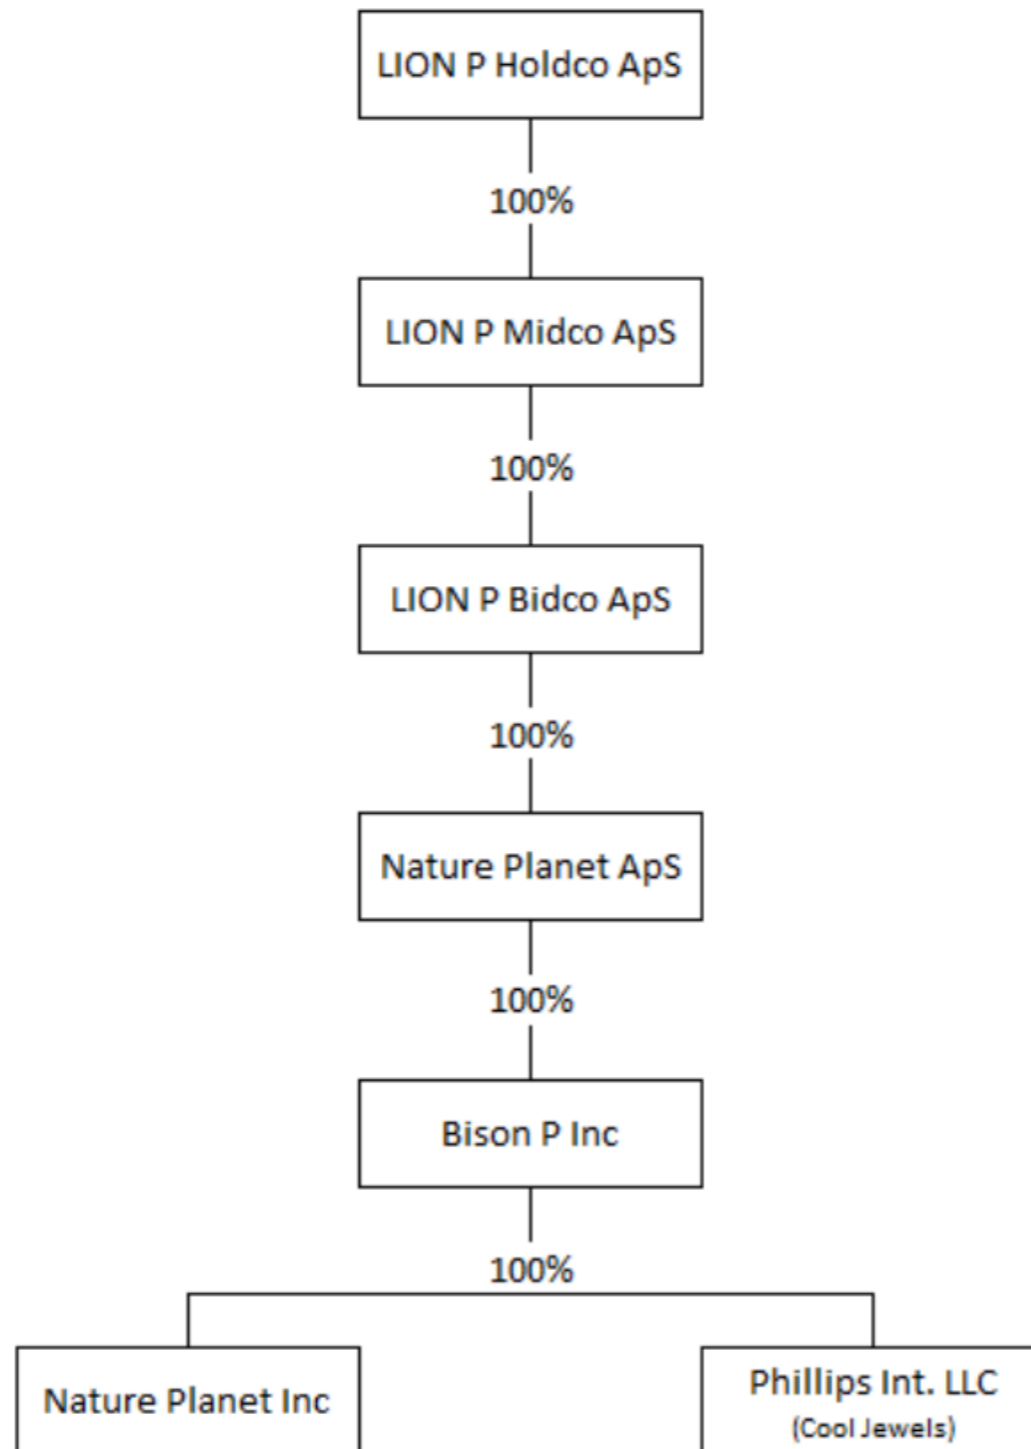 LION P Holdco ApS
100%
LION P Midco ApS
100%
LION P Bidco ApS
100%
Nature Planet ApS
100%
Bison P Inc
100%
Nature Planet Inc
Phillips Int. LLC
(Cool Jewels)